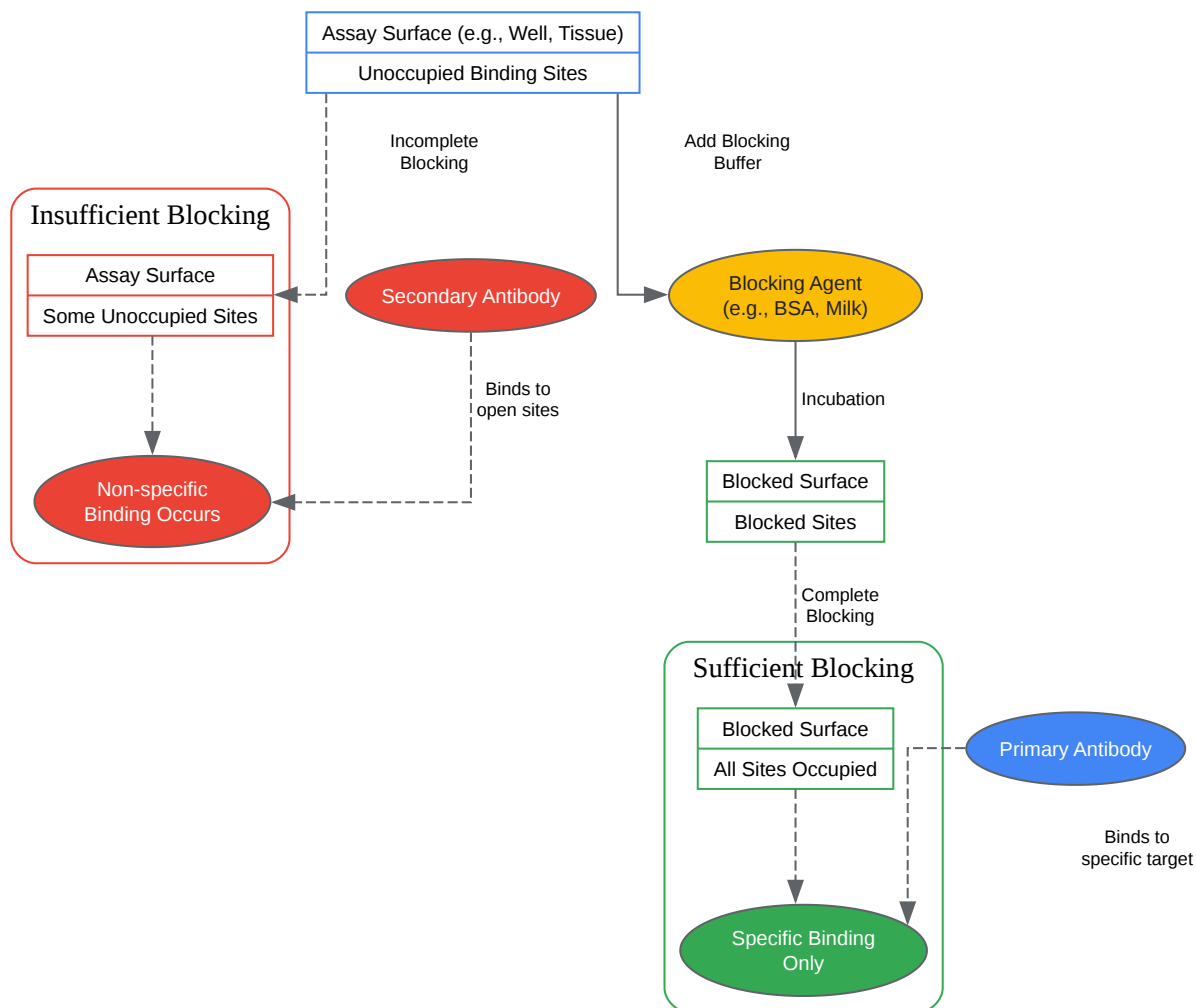 Assay Surface (e.g., Well, Tissue)
Unoccupied Binding Sites
Incomplete
Blocking
Add Blocking
Buffer
Insufficient Blocking
Assay Surface
Some Unoccupied Sites
Secondary Antibody
Blocking Agent
(e.g., BSA, Milk)
Binds to
open sites
Incubation
Non-specific
Binding Occurs
Blocked Surface
Blocked Sites
Complete
Blocking
Sufficient Blocking
Blocked Surface
All Sites Occupied
Primary Antibody
Binds to
specific target
Specific Binding
Only